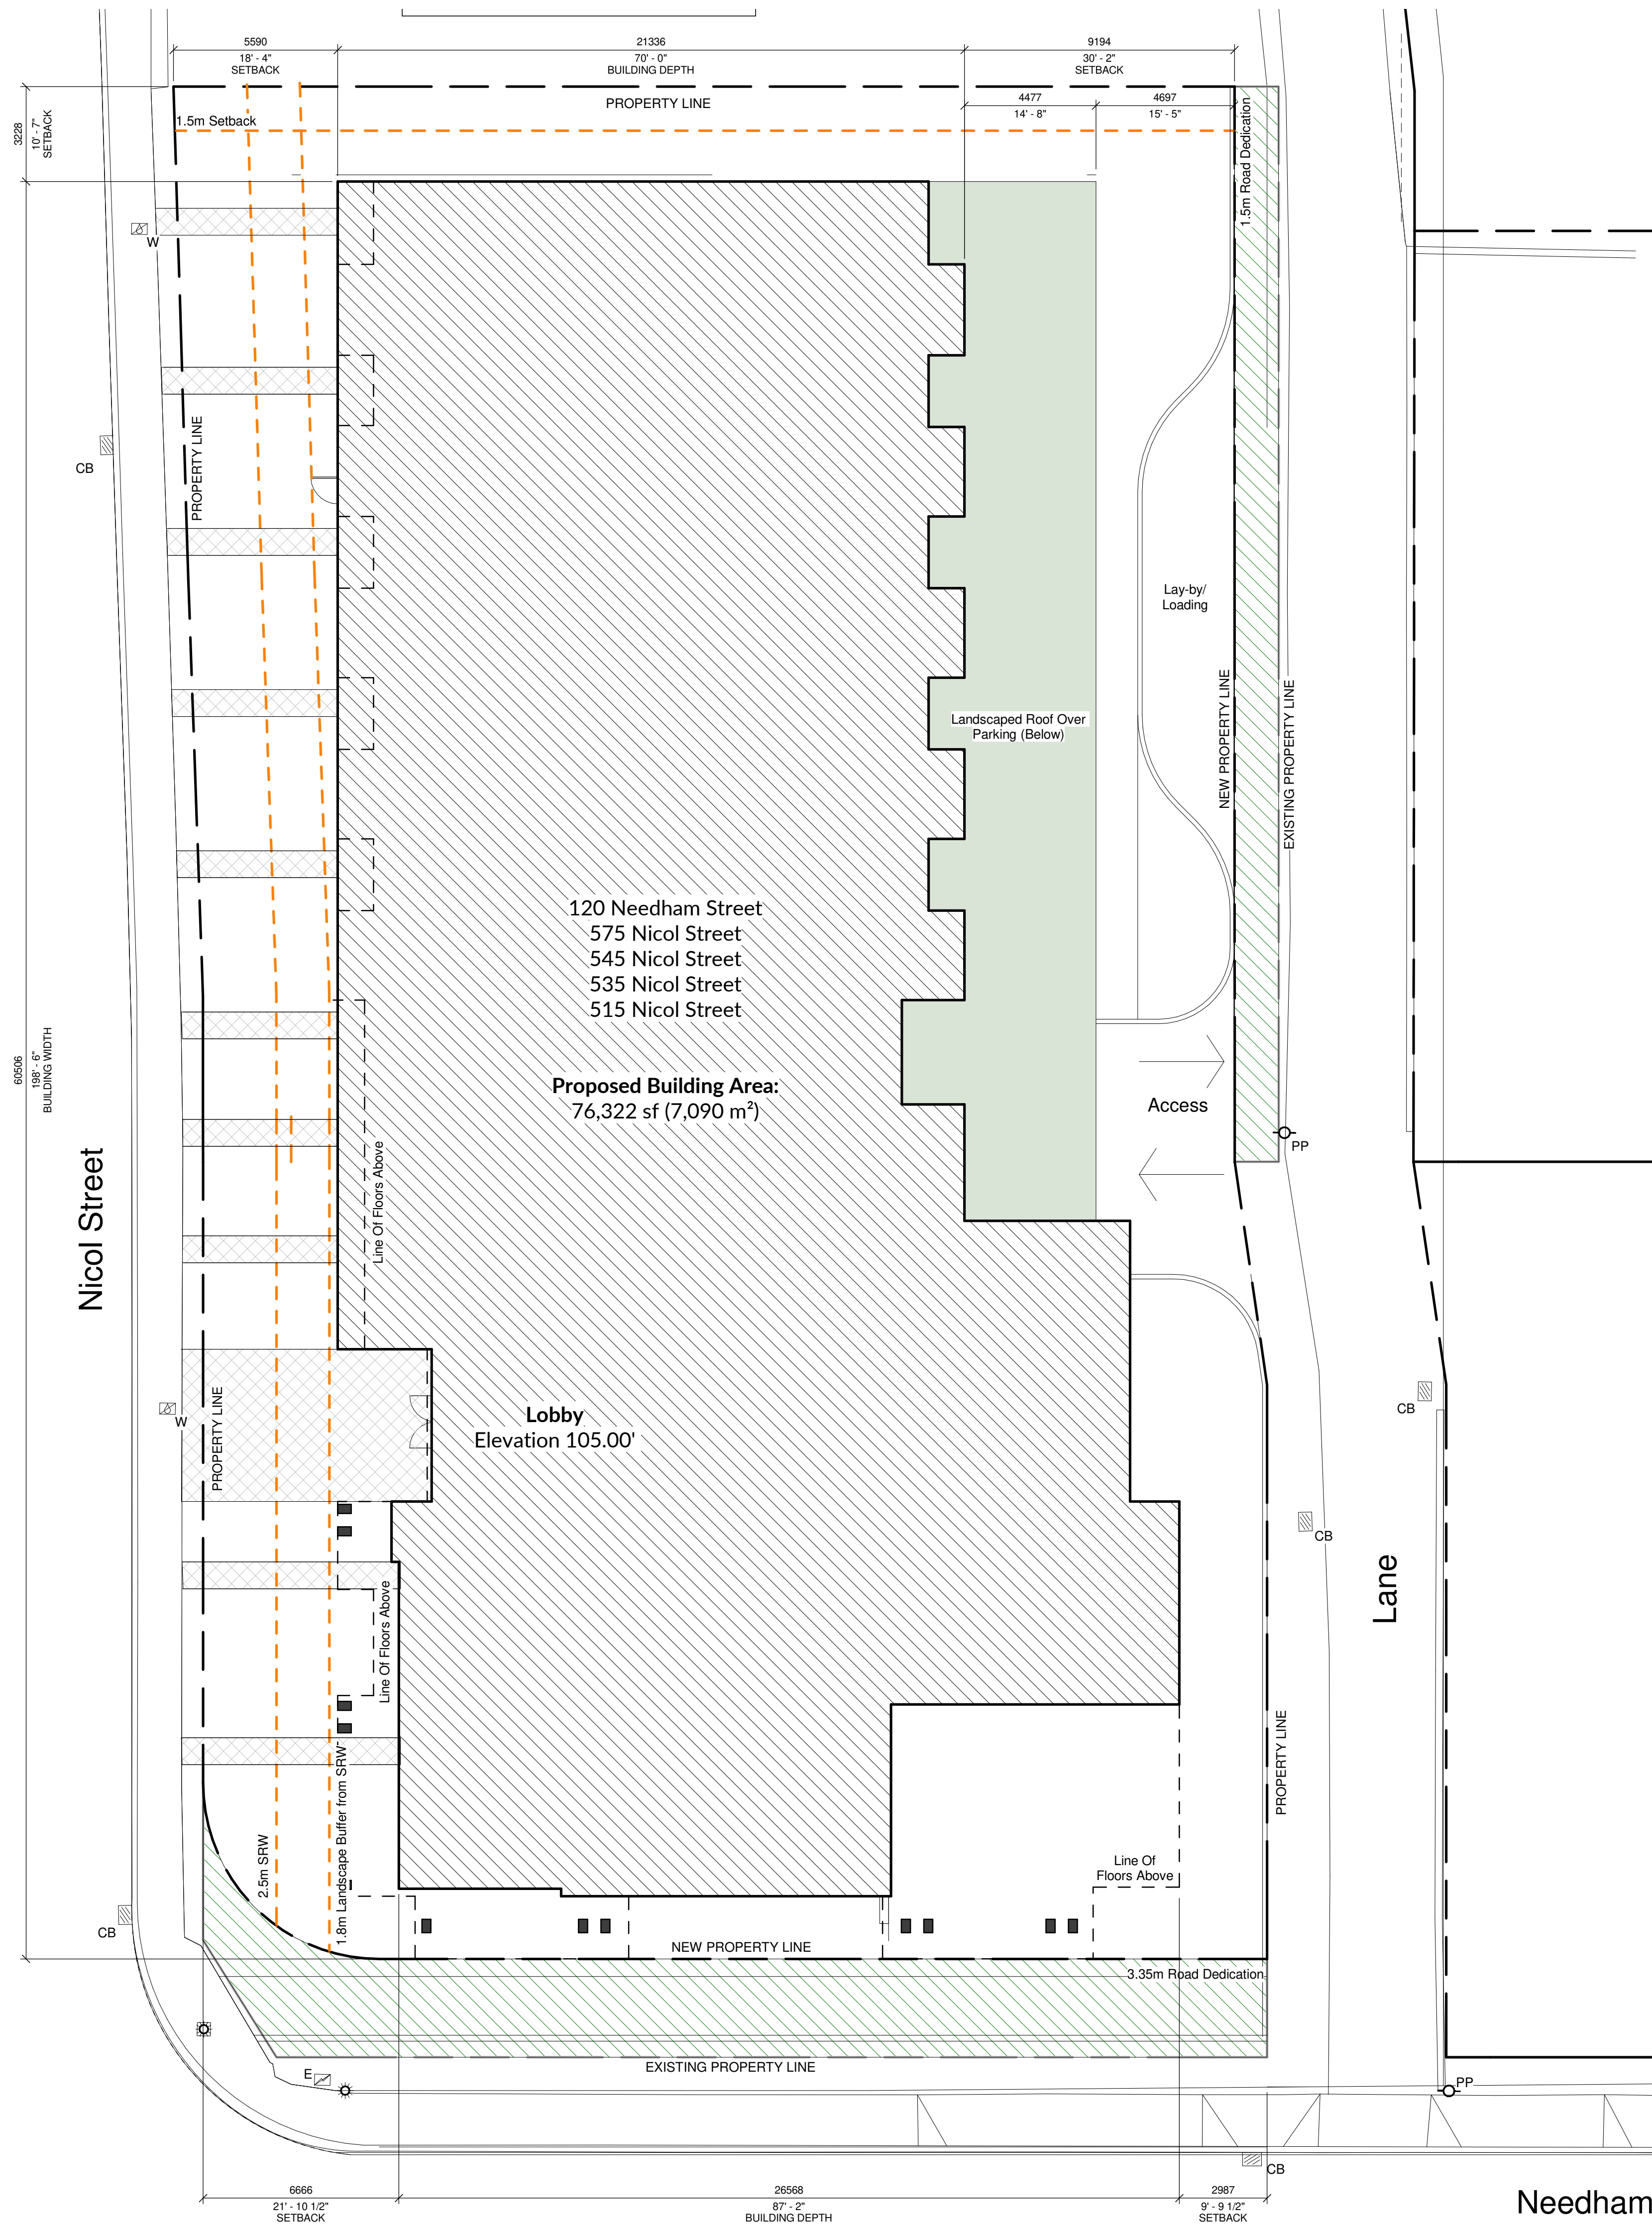 5590
18' - 4"
SETBACK
21336
70' - 0"
BUILDING DEPTH
9194
30' - 2"
SETBACK
4477
14' - 8"
4697
15' - 5"
PROPERTY LINE
1.5m Setback
1.5m Road Dedication
3228
10' - 7"
SETBACK
W
CB
PROPERTY LINE
Lay-by/
Loading
Landscaped Roof Over
Parking (Below)
NEW PROPERTY LINE
EXISTING PROPERTY LINE
120 Needham Street
575 Nicol Street
545 Nicol Street
535 Nicol Street
515 Nicol Street
Proposed Building Area:
76,322 sf (7,090 m²)
60506
198' - 6"
BUILDING WIDTH
Access
PP
Line Of Floors Above
Nicol Street
W
PROPERTY LINE
Lobby
Elevation 105.00'
CB
CB
Lane
Line Of Floors Above
PROPERTY LINE
2.5m SRW
1.8m Landscape Buffer from SRW
Line Of
Floors Above
CB
NEW PROPERTY LINE
3.35m Road Dedication
EXISTING PROPERTY LINE
E
PP
CB
6666
21' - 10 1/2"
SETBACK
26568
87' - 2"
BUILDING DEPTH
2987
9' - 9 1/2"
SETBACK
Needham